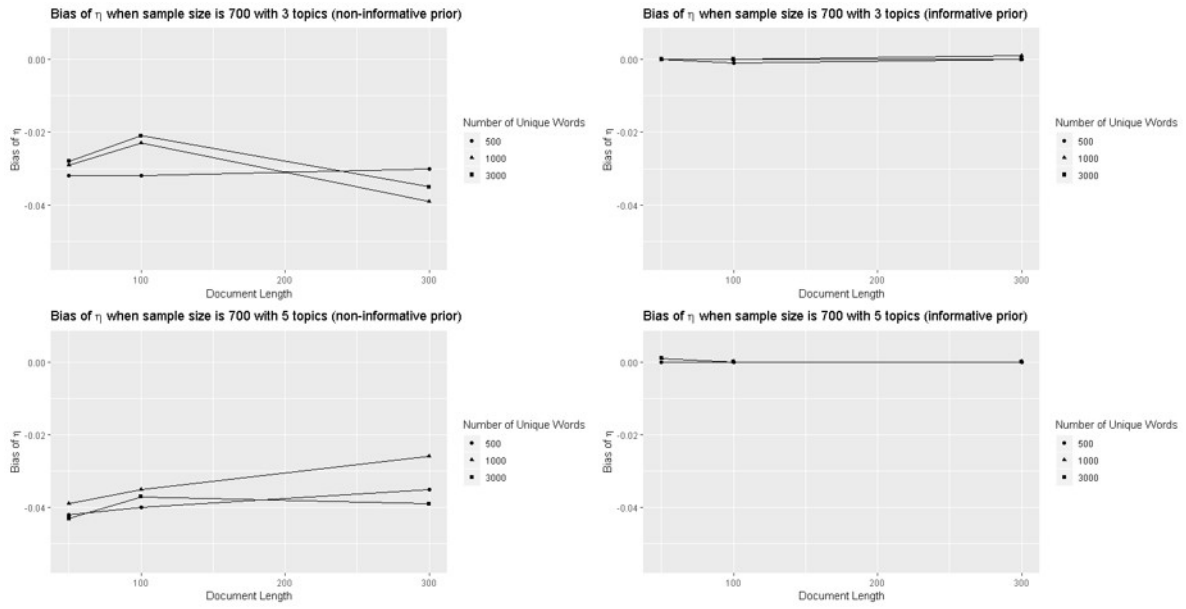 Bias of η when sample size is 700 with 3 topics (non-informative prior)
0.00
-0.02
-0.04
Bias of η
100
200
300
Document Length
Number of Unique Words
500
1000
3000
Bias of η when sample size is 700 with 3 topics (informative prior)
0.00
-0.02
-0.04
Bias of η
100
200
300
Document Length
Number of Unique Words
500
1000
3000
Bias of η when sample size is 700 with 5 topics (non-informative prior)
0.00
-0.02
-0.04
Bias of η
100
200
300
Document Length
Number of Unique Words
500
1000
3000
Bias of η when sample size is 700 with 5 topics (informative prior)
0.00
-0.02
-0.04
Bias of η
100
200
300
Document Length
Number of Unique Words
500
1000
3000